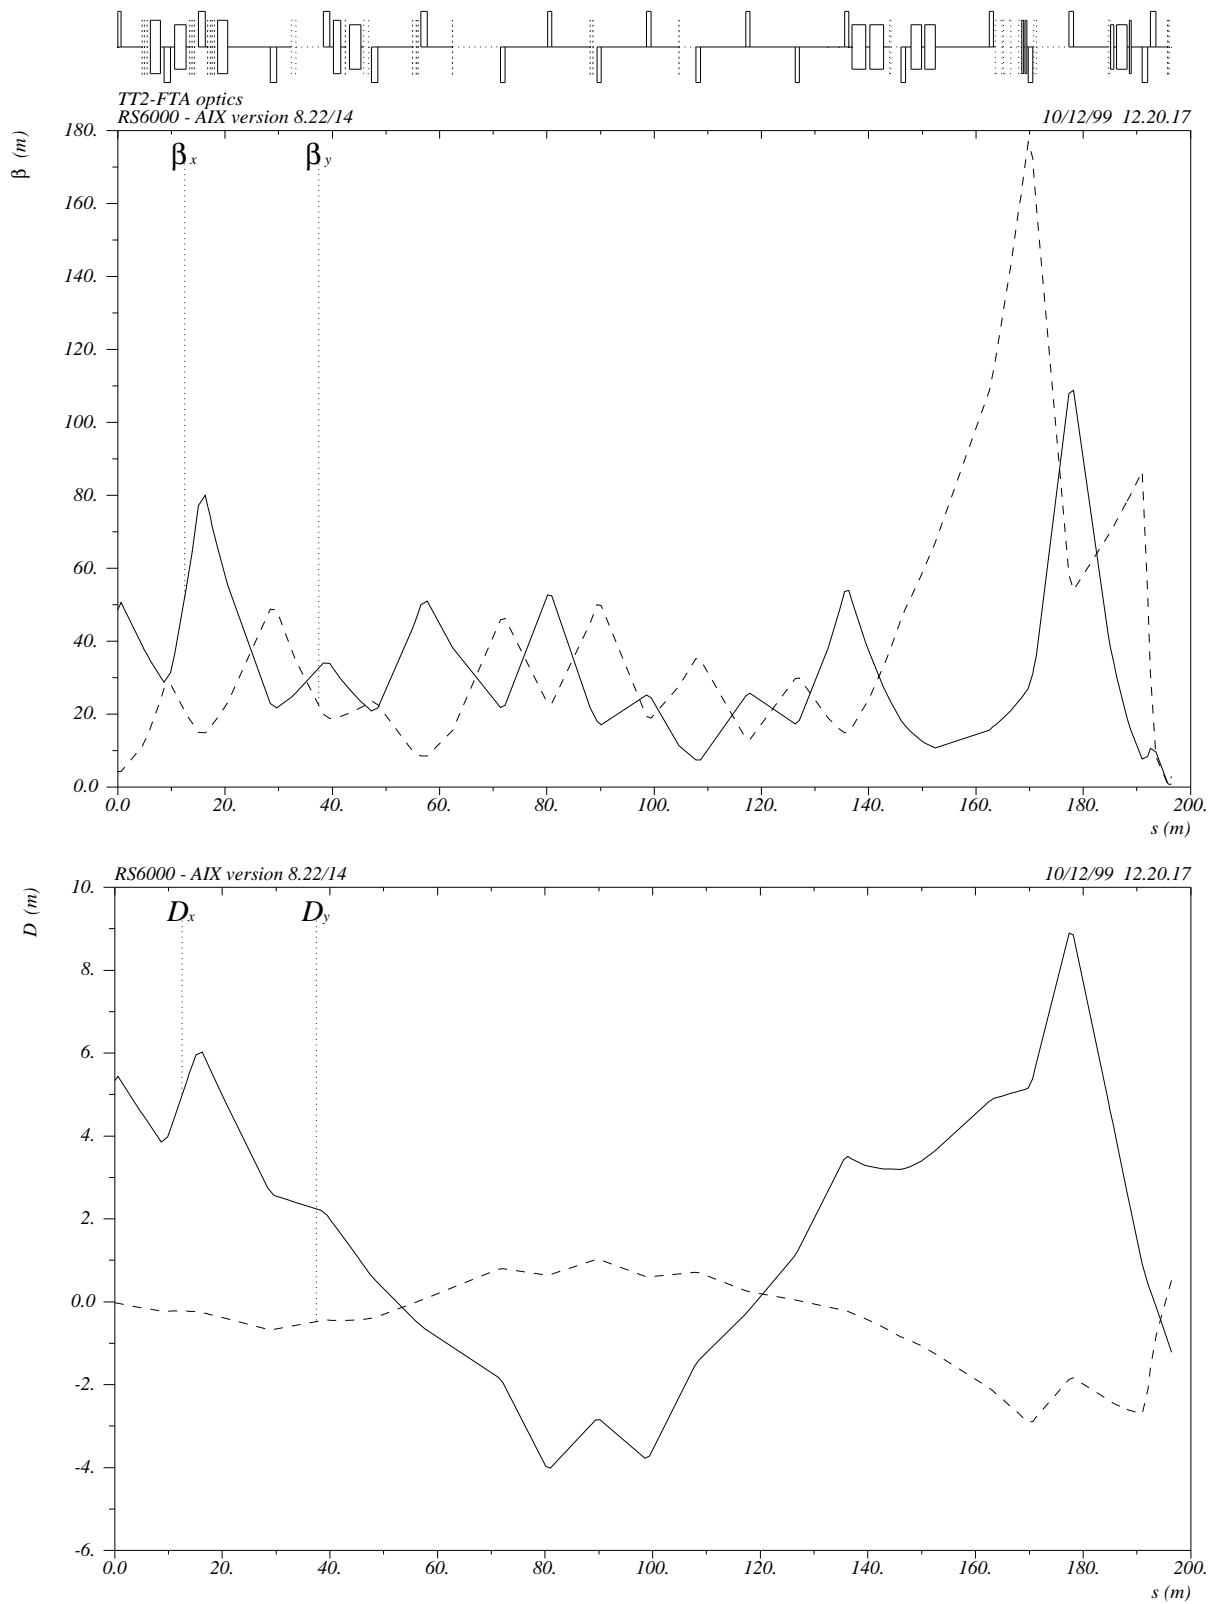 TT2-FTA optics
RS6000 - AIX version 8.22/14 10/12/99 12.20.17
β (m)
180.
160.
140.
120.
100.
80.
60.
40.
20.
0.0
βx βy
0.0 20. 40. 60. 80. 100. 120. 140. 160. 180. 200.
s (m)
RS6000 - AIX version 8.22/14 10/12/99 12.20.17
D (m)
10.
8.
6.
4.
2.
0.0
-2.
-4.
-6.
Dx Dy
0.0 20. 40. 60. 80. 100. 120. 140. 160. 180. 200.
s (m)